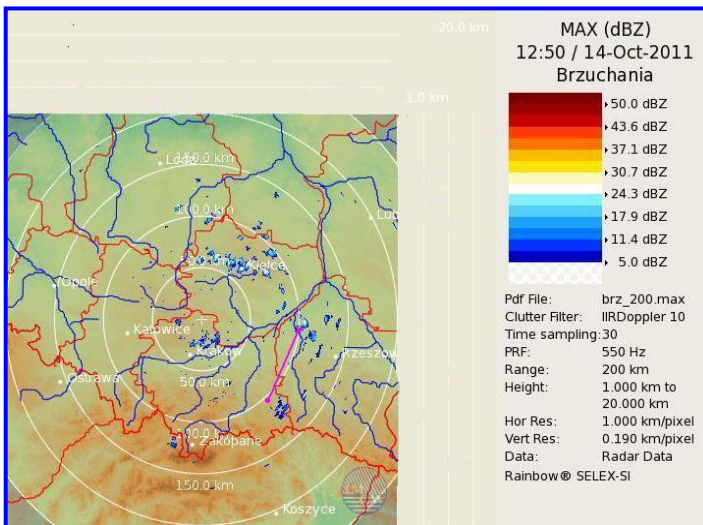 20.0 km
1.0 km
MAX (dBZ)
12:50 / 14-Oct-2011
Brzuchania
50.0 dBZ
43.6 dBZ
37.1 dBZ
30.7 dBZ
24.3 dBZ
17.9 dBZ
11.4 dBZ
5.0 dBZ
Pdf File: brz_200.max
Clutter Filter: IIRDoppler 10
Time sampling:30
PRF: 550 Hz
Range: 200 km
Height: 1.000 km to
20.000 km
Hor Res: 1.000 km/pixel
Vert Res: 0.190 km/pixel
Data: Radar Data
Rainbow® SELEX-SI
150.0 km
100.0 km
Kielce
Opole
Katowice
Krakow
Rzeszow
Ostrawa
50.0 km
Zakopane
150.0 km
Koszyce